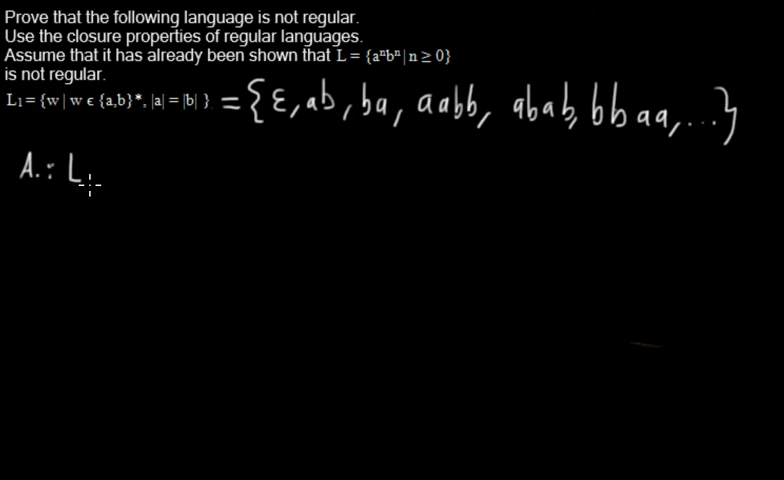 Prove that the following language is not regular.
Use the closure properties of regular languages.
Assume that it has already been shown that L = {aⁿbⁿ | n ≥ 0}
is not regular.
L₁= {w | w ϵ {a,b}*, |a| = |b| } = {ε, ab, ba, aabb, abab, bbaa, ...}
A.: L